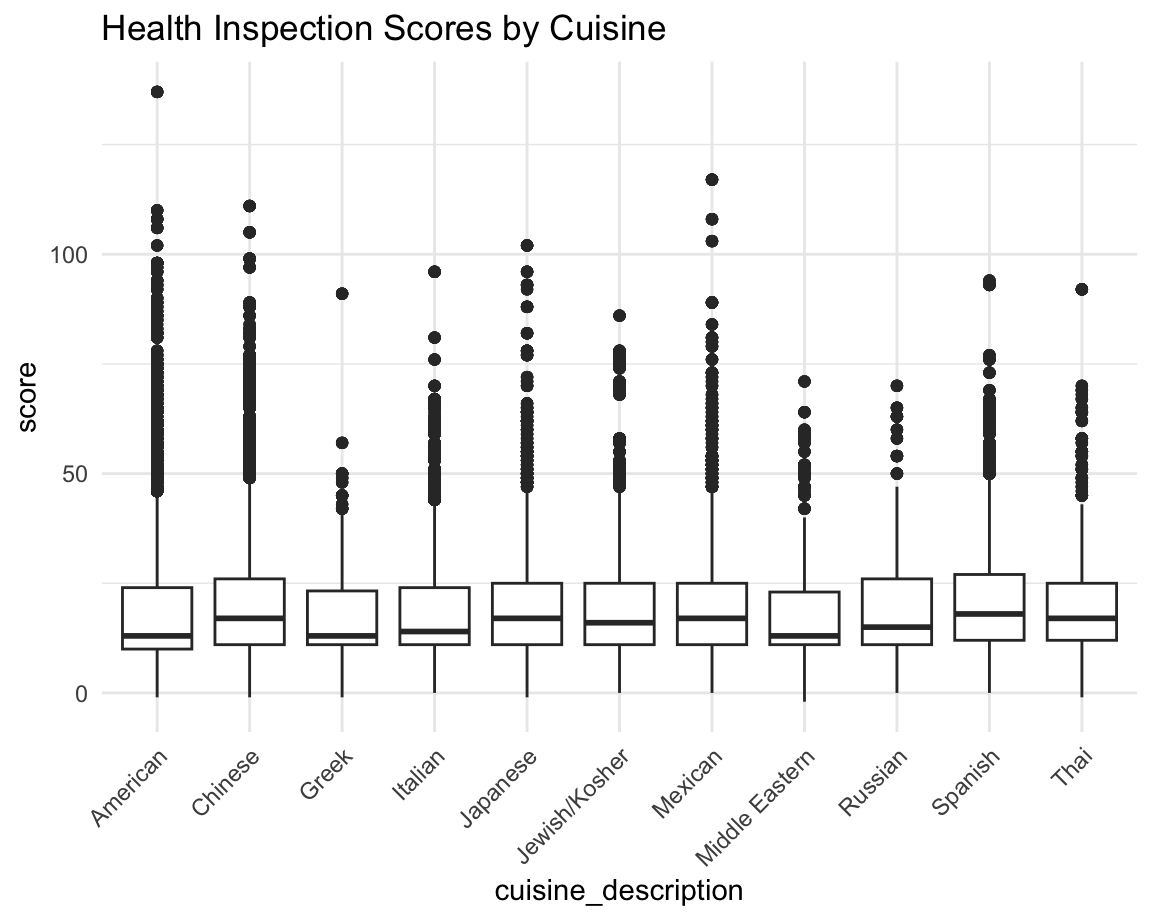 Health Inspection Scores by Cuisine
score
100
50
0
American
Chinese
Greek
Italian
Japanese
Jewish/Kosher
Mexican
Middle Eastern
Russian
Spanish
Thai
cuisine_description